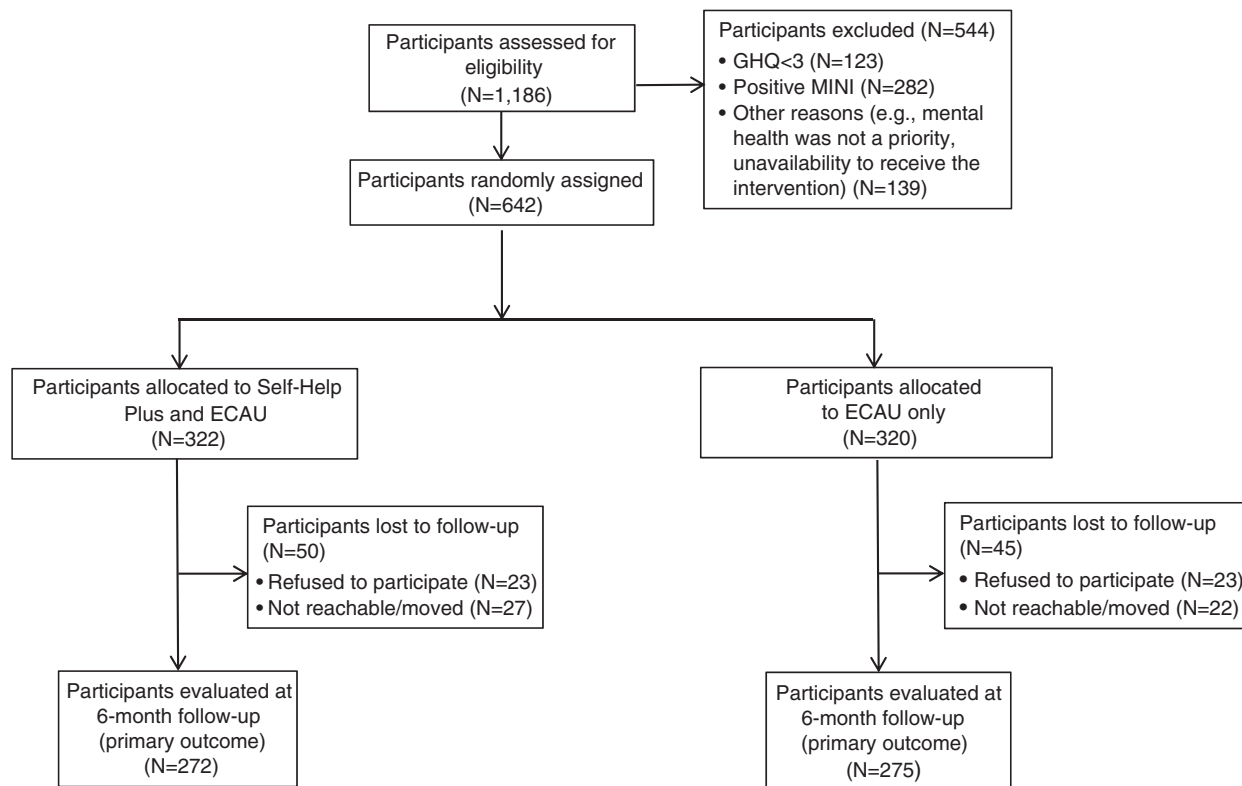 Participants assessed for
eligibility
(N=1,186)
Participants excluded (N=544)
• GHQ<3 (N=123)
• Positive MINI (N=282)
• Other reasons (e.g., mental
health was not a priority,
unavailability to receive the
intervention) (N=139)
Participants randomly assigned
(N=642)
Participants allocated to Self-Help
Plus and ECAU
(N=322)
Participants allocated
to ECAU only
(N=320)
Participants lost to follow-up
(N=50)
• Refused to participate (N=23)
• Not reachable/moved (N=27)
Participants lost to follow-up
(N=45)
• Refused to participate (N=23)
• Not reachable/moved (N=22)
Participants evaluated at
6-month follow-up
(primary outcome)
(N=272)
Participants evaluated at
6-month follow-up
(primary outcome)
(N=275)